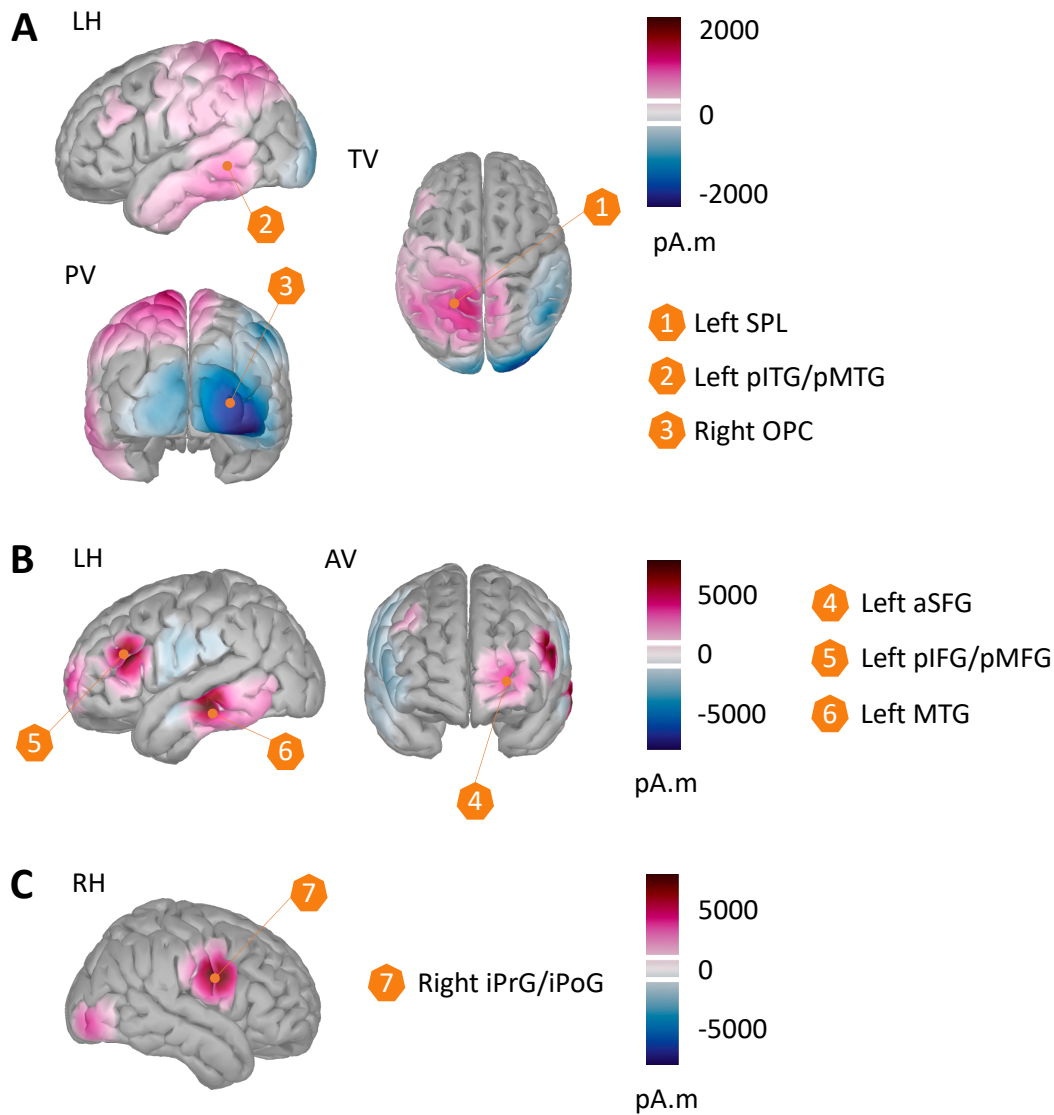 A
LH
2
PV
3
TV
1
2000
0
-2000
pA.m
1 Left SPL
2 Left pITG/pMTG
3 Right OPC
B
LH
5
6
AV
4
5000
0
-5000
pA.m
4 Left aSFG
5 Left pIFG/pMFG
6 Left MTG
C
RH
7
7 Right iPrG/iPoG
5000
0
-5000
pA.m